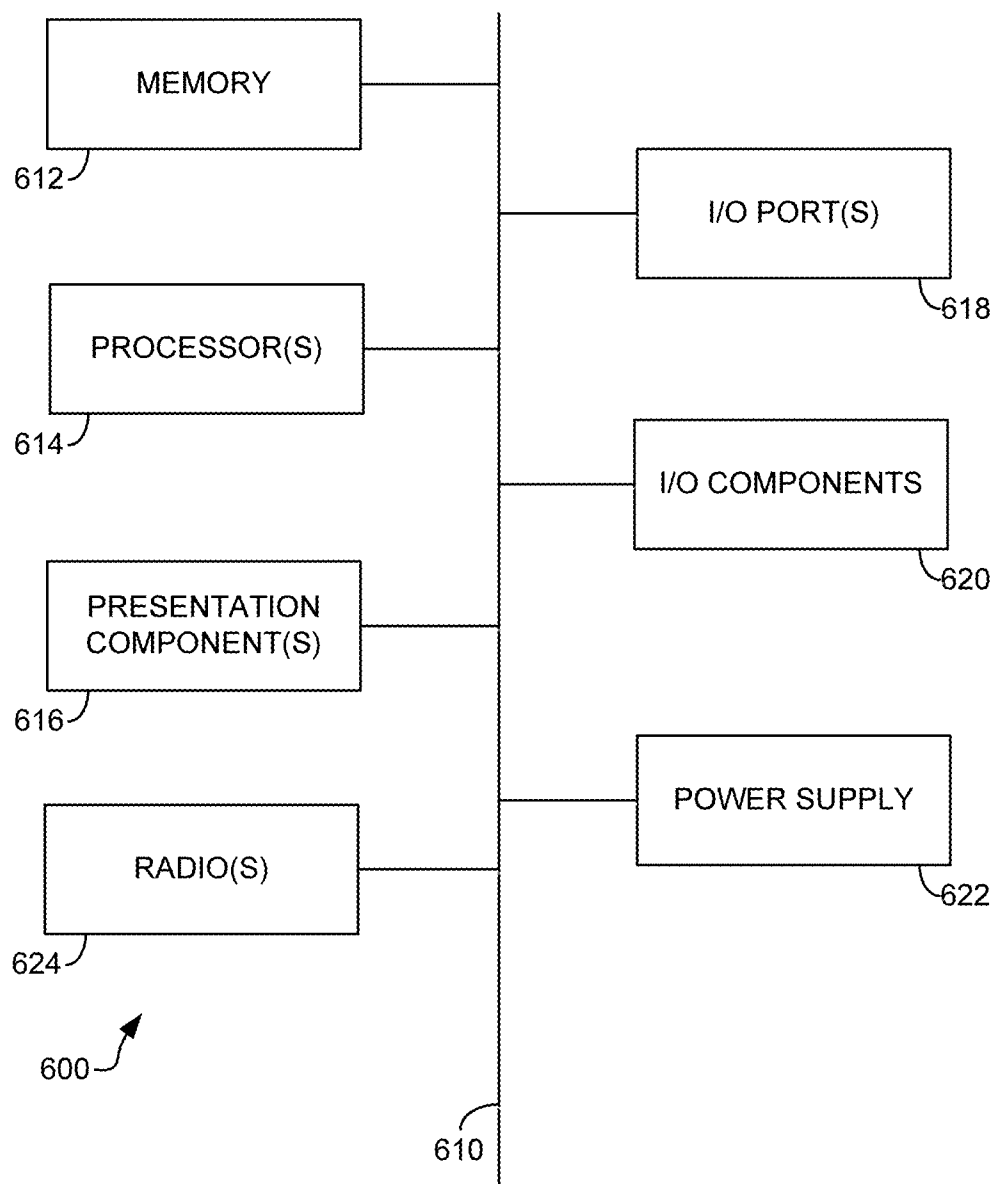 MEMORY
612
I/O PORT(S)
618
PROCESSOR(S)
614
I/O COMPONENTS
620
PRESENTATION
COMPONENT(S)
616
POWER SUPPLY
622
RADIO(S)
624
600
610